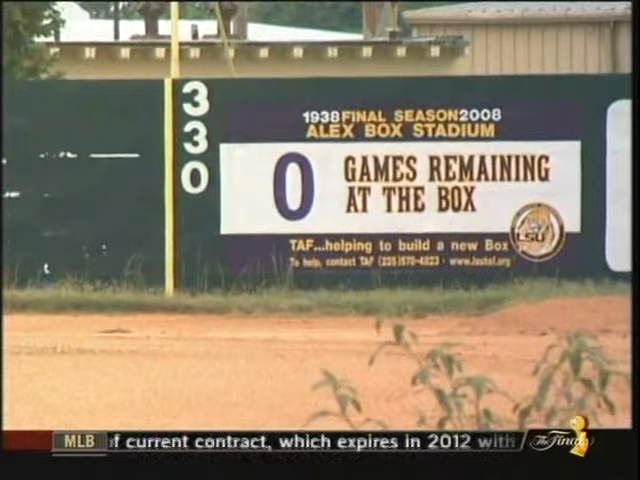 330
1938 FINAL SEASON 2008
ALEX BOX STADIUM
0
GAMES REMAINING
AT THE BOX
TAF...helping to build a new Box
To help, contact TAF (225)578-4823 · www.lsutaf.org
LSU
MLB f current contract, which expires in 2012 with
The Finals